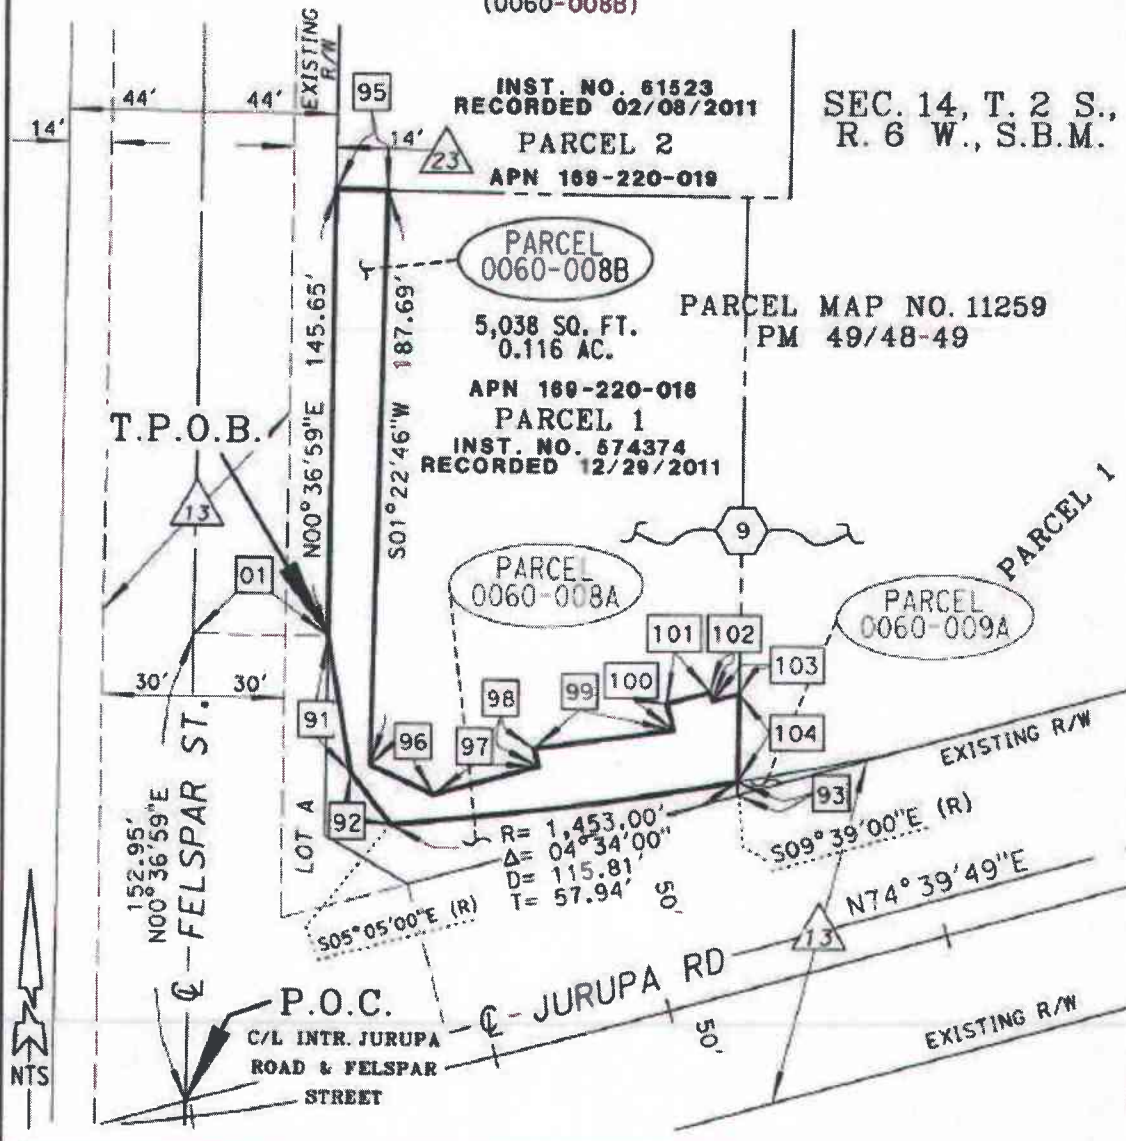 (0060-008B)
EXISTING
R/W
44'
44'
14'
95
14'
23
INST. NO. 61523
RECORDED 02/08/2011
PARCEL 2
APN 169-220-019
SEC. 14, T. 2 S.,
R. 6 W., S.B.M.
PARCEL
0060-008B
5,038 SQ. FT.
0.116 AC.
PARCEL MAP NO. 11259
PM 49/48-49
APN 169-220-018
PARCEL 1
INST. NO. 574374
RECORDED 12/29/2011
N00°36'59"E 145.65'
S01°22'46"W 187.69'
T.P.O.B.
13
01
9
PARCEL 1
PARCEL
0060-008A
PARCEL
0060-009A
101
102
103
100
99
98
104
30'
30'
91
96
97
92
93
EXISTING R/W
LOT A
152.95'
N00°36'59"E
℄ - FELSPAR ST.
R= 1,453.00'
Δ= 04°34'00"
D= 115.81'
T= 57.94'
S09°39'00"E (R)
S05°05'00"E (R)
50'
N74°39'49"E
13
℄ - JURUPA RD
50'
EXISTING R/W
P.O.C.
C/L INTR. JURUPA
ROAD & FELSPAR
STREET
N
NTS